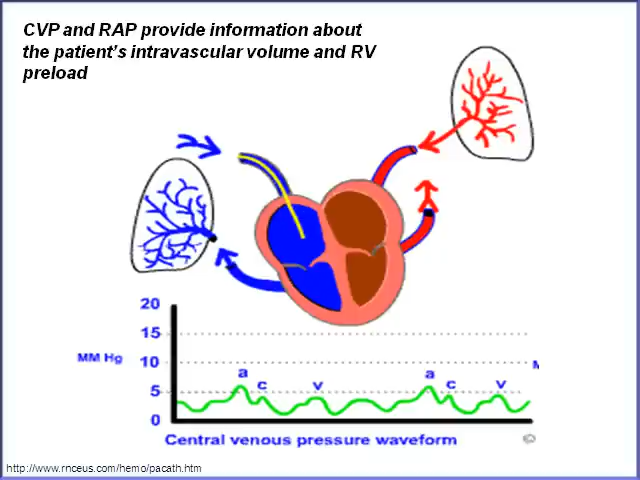 CVP and RAP provide information about
the patient's intravascular volume and RV
preload
20
15
MM Hg
10
a
a
c
v
c
v
5
0
Central venous pressure waveform
©
http://www.rnceus.com/hemo/pacath.htm